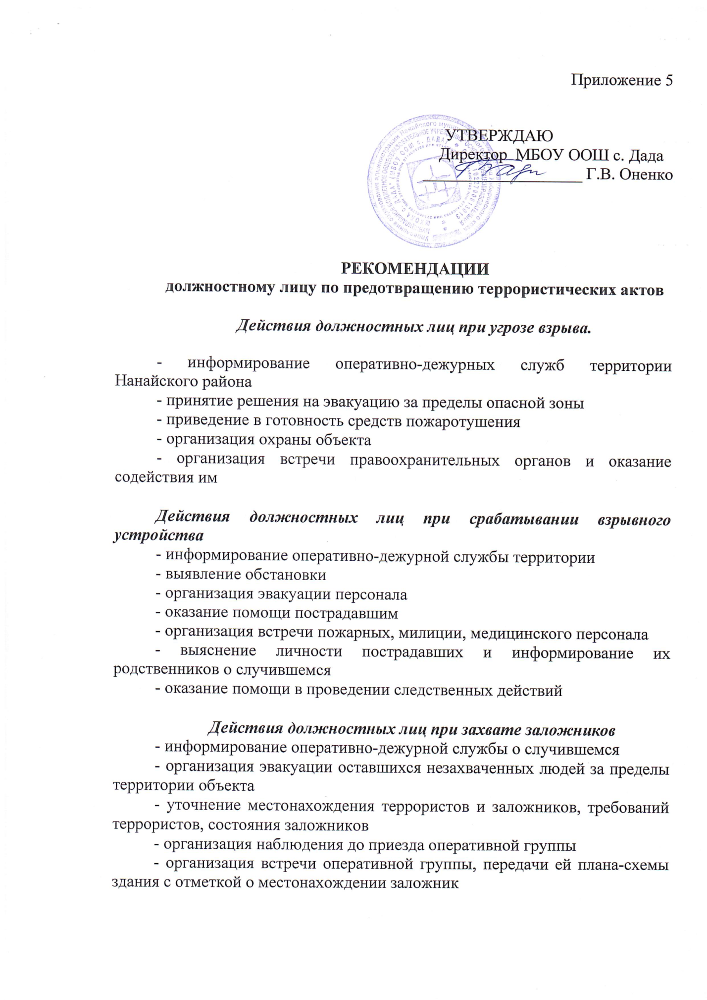 Приложение 5
УТВЕРЖДАЮ
Директор МБОУ ООШ с. Дада
Г.В. Оненко
РЕКОМЕНДАЦИИ
должностному лицу по предотвращению террористических актов
Действия должностных лиц при угрозе взрыва.
- информирование оперативно-дежурных служб территории
Нанайского района
- принятие решения на эвакуацию за пределы опасной зоны
- приведение в готовность средств пожаротушения
- организация охраны объекта
- организация встречи правоохранительных органов и оказание
содействия им
Действия должностных лиц при срабатывании взрывного
устройства
- информирование оперативно-дежурной службы территории
- выявление обстановки
- организация эвакуации персонала
- оказание помощи пострадавшим
- организация встречи пожарных, милиции, медицинского персонала
- выяснение личности пострадавших и информирование их
родственников о случившемся
- оказание помощи в проведении следственных действий
Действия должностных лиц при захвате заложников
- информирование оперативно-дежурной службы о случившемся
- организация эвакуации оставшихся незахваченных людей за пределы
территории объекта
- уточнение местонахождения террористов и заложников, требований
террористов, состояния заложников
- организация наблюдения до приезда оперативной группы
- организация встречи оперативной группы, передачи ей плана-схемы
здания с отметкой о местонахождении заложник